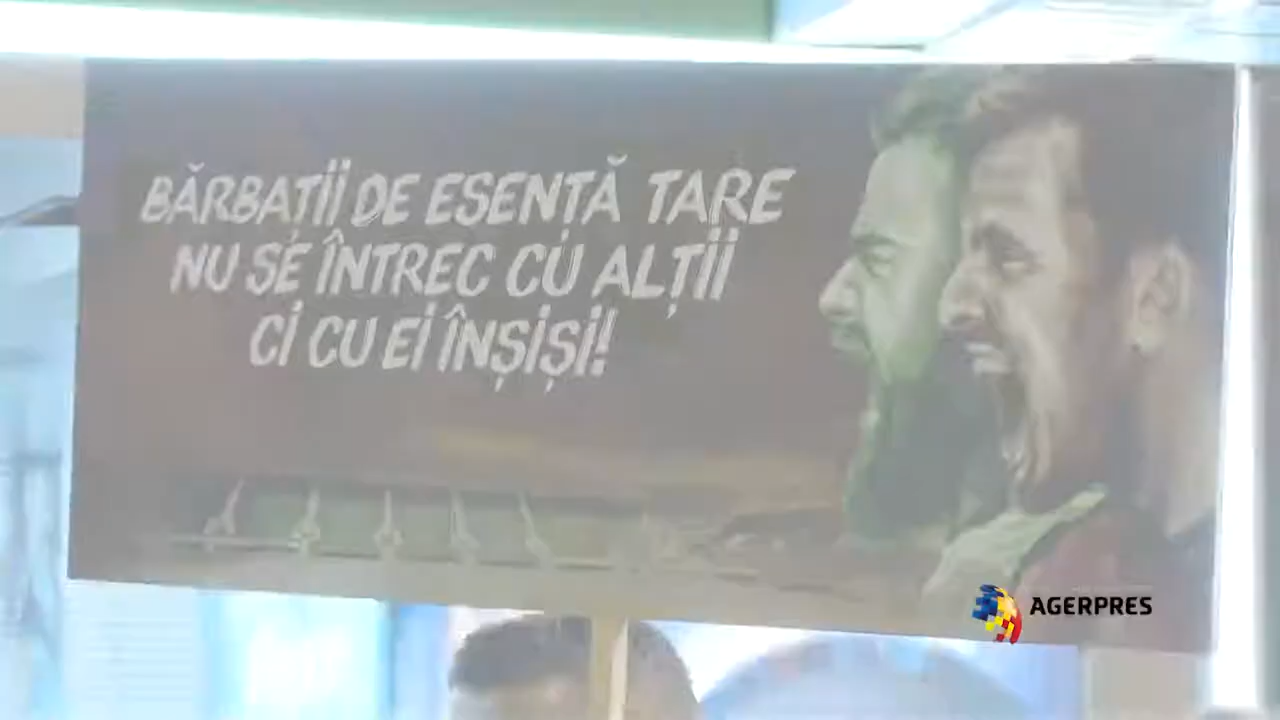 BĂRBAȚII DE ESENȚĂ TARE
NU SE ÎNTREC CU ALȚII
CI CU EI ÎNȘIȘI!
AGERPRES